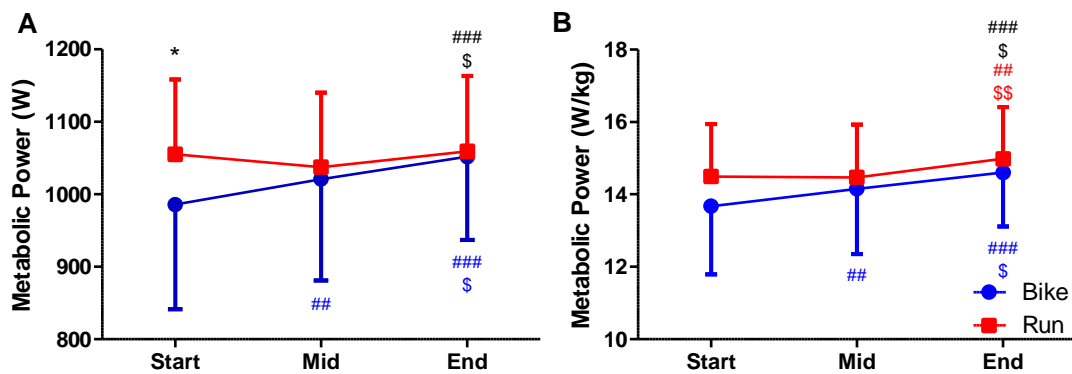 A
Metabolic Power (W)
1200
1100
1000
900
800
*
###
$
##
###
$
Start Mid End
B
Metabolic Power (W/kg)
18
16
14
12
10
###
$
##
$$
##
###
$
Bike
Run
Start Mid End